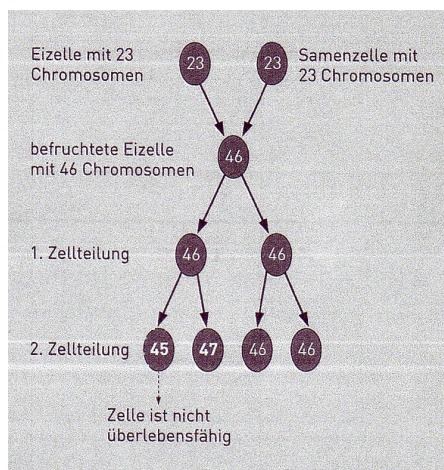 Eizelle mit 23
Chromosomen
23
23
Samenzelle mit
23 Chromosomen
befruchtete Eizelle
mit 46 Chromosomen
46
1. Zellteilung
46
46
2. Zellteilung
45
47
46
46
Zelle ist nicht
überlebensfähig